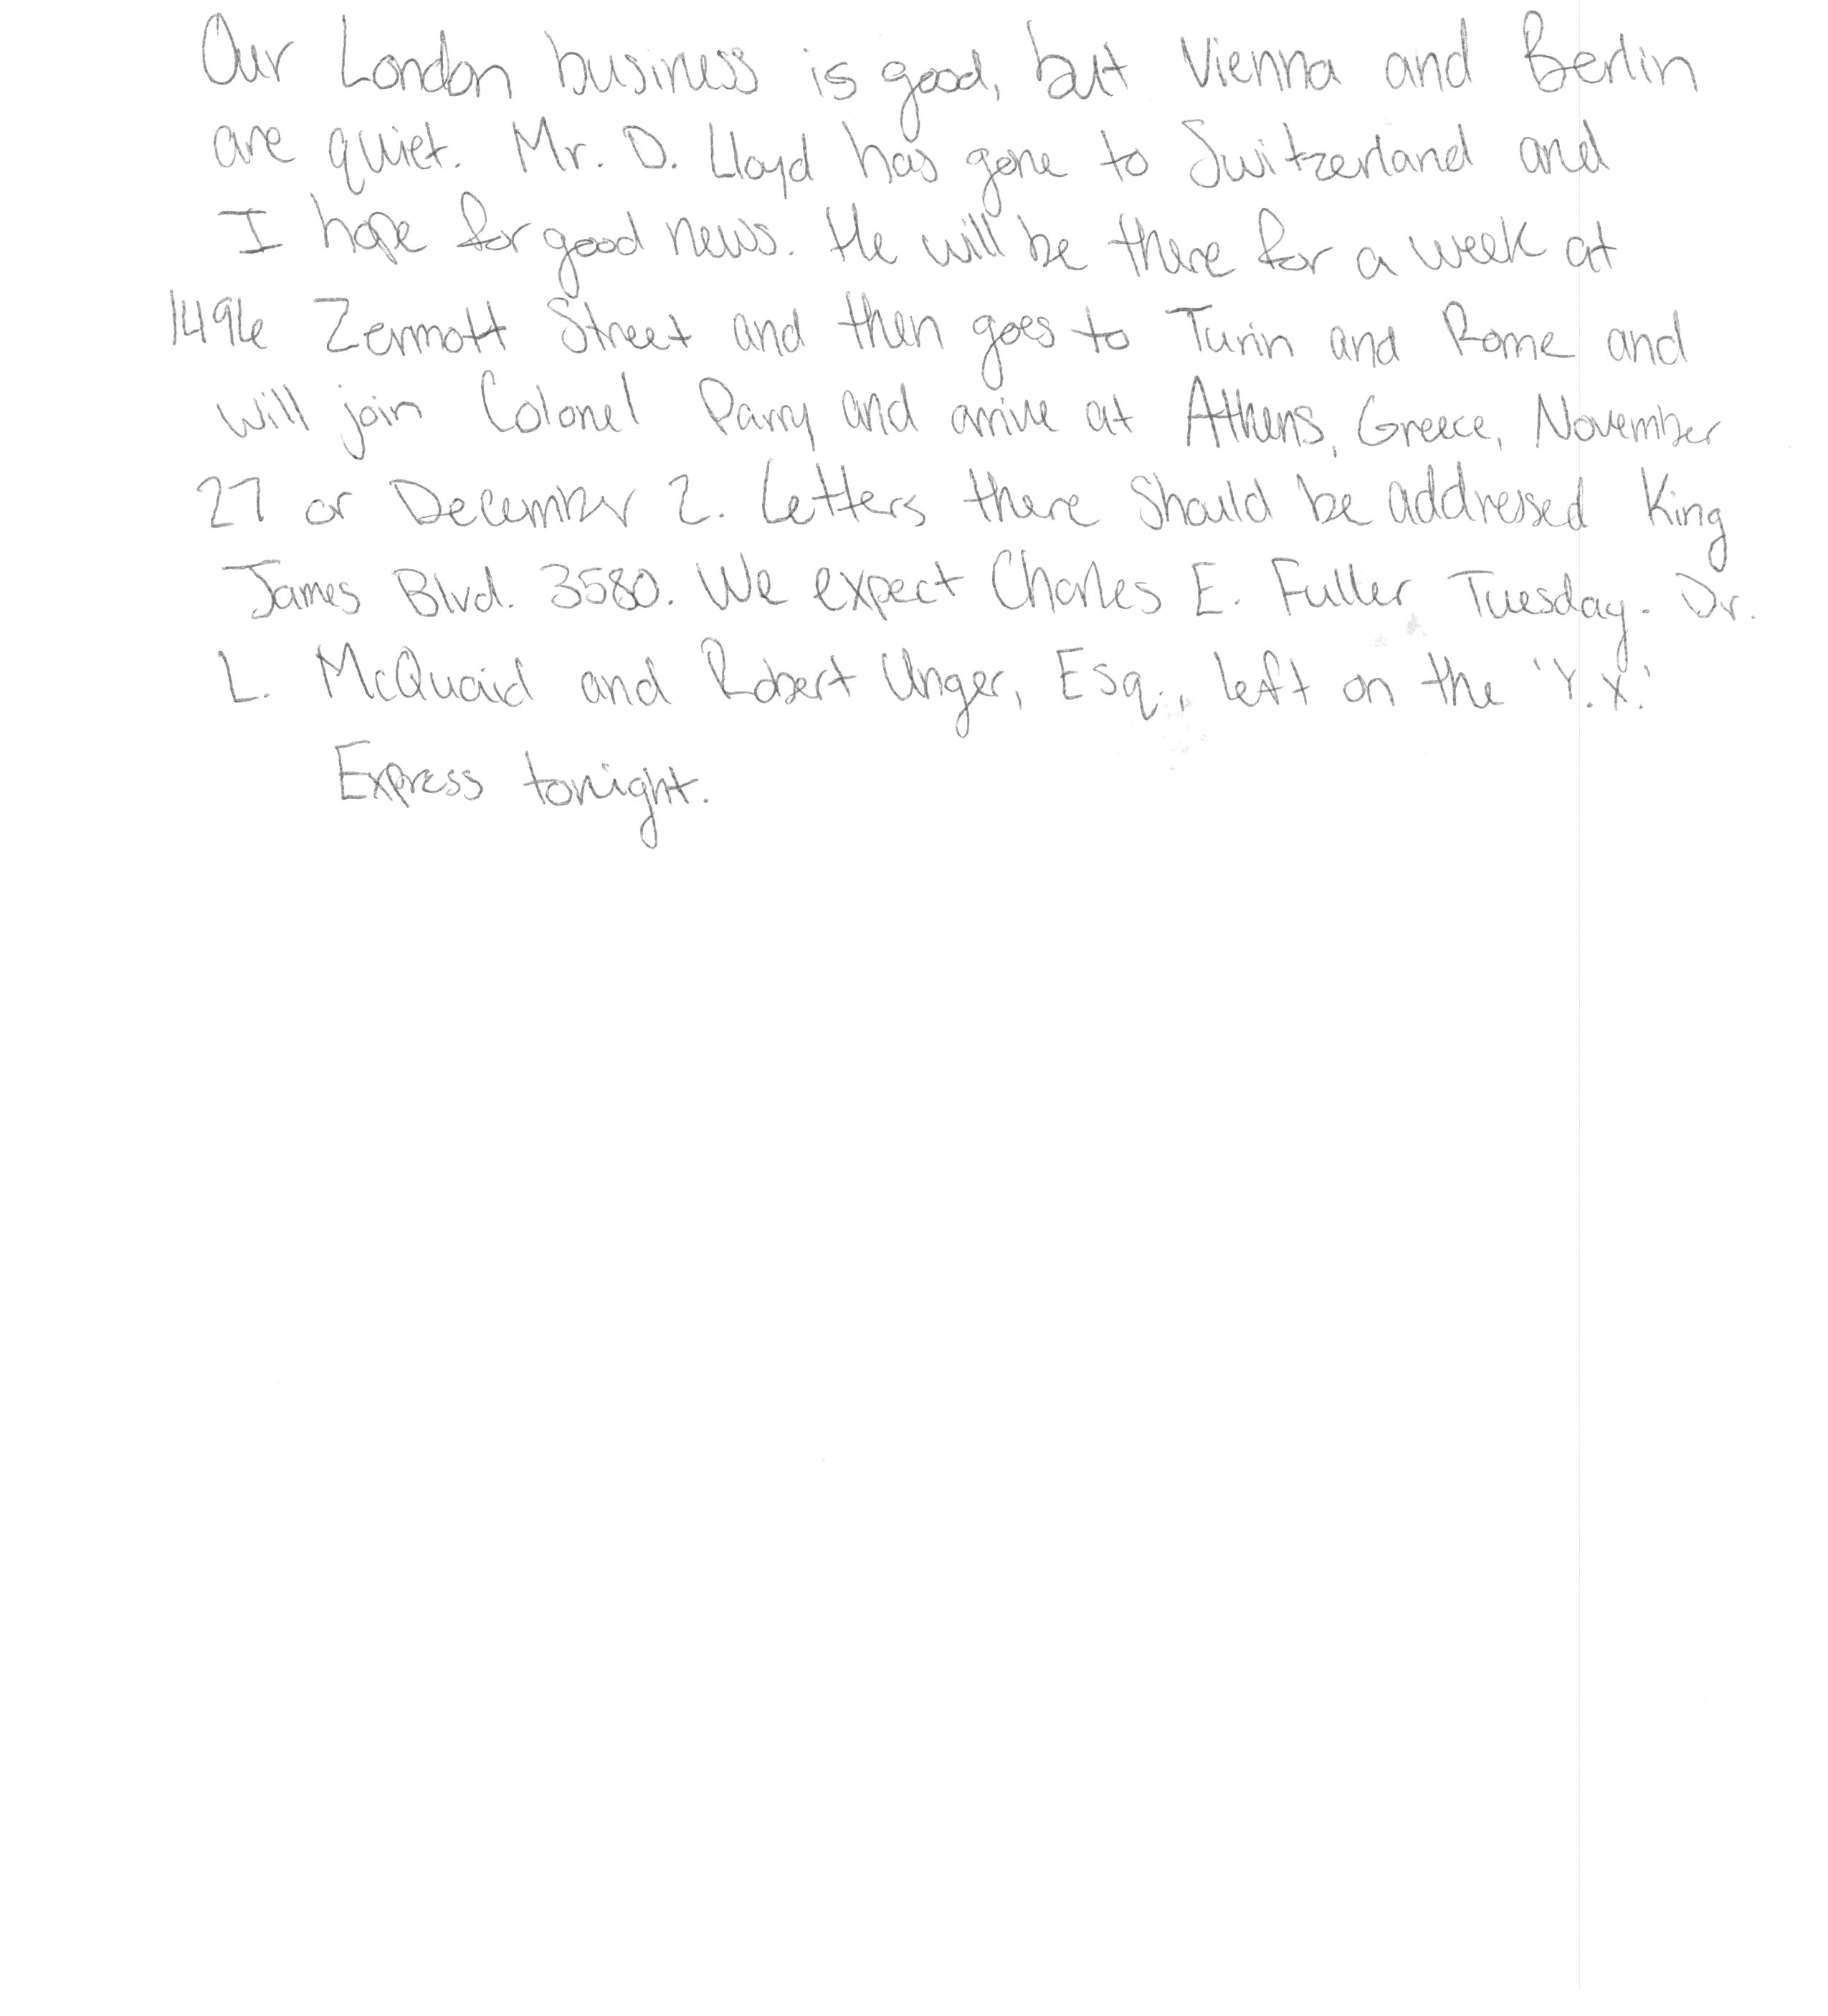 Our London business is good, but Vienna and Berlin
are quiet. Mr. D. Lloyd has gone to Switzerland and
I hope for good news. He will be there for a week at
1496 Zermott Street and then goes to Turin and Rome and
will join Colonel Parry and arrive at Athens, Greece, November
27 or December 2. Letters there should be addressed King
James Blvd. 3580. We expect Charles E. Fuller Tuesday. Dr.
L. McQuaid and Robert Unger, Esq., left on the 'Y.X.'
Express tonight.